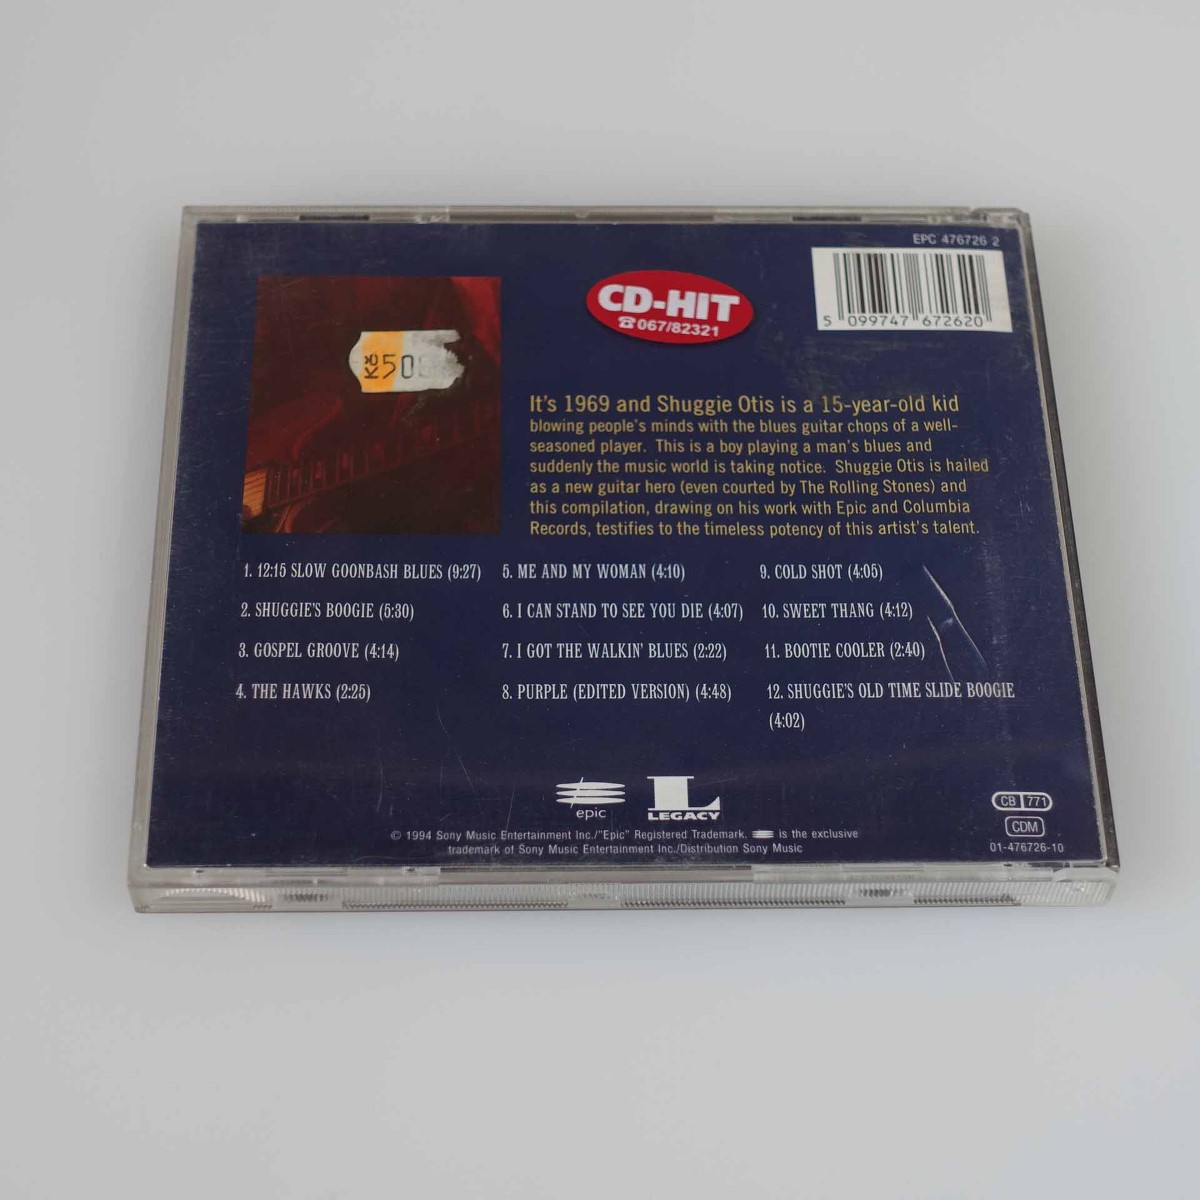 EPC 476726 2
CD-HIT
☎067/82321
5 099747 672620
Kč
It's 1969 and Shuggie Otis is a 15-year-old kid
blowing people's minds with the blues guitar chops of a well-
seasoned player. This is a boy playing a man's blues and
suddenly the music world is taking notice. Shuggie Otis is hailed
as a new guitar hero (even courted by The Rolling Stones) and
this compilation, drawing on his work with Epic and Columbia
Records, testifies to the timeless potency of this artist's talent.
1. 12:15 SLOW GOONBASH BLUES (9:27)
2. SHUGGIE'S BOOGIE (5:30)
3. GOSPEL GROOVE (4:14)
4. THE HAWKS (2:25)
5. ME AND MY WOMAN (4:10)
6. I CAN STAND TO SEE YOU DIE (4:07)
7. I GOT THE WALKIN' BLUES (2:22)
8. PURPLE (EDITED VERSION) (4:48)
9. COLD SHOT (4:05)
10. SWEET THANG (4:12)
11. BOOTIE COOLER (2:40)
12. SHUGGIE'S OLD TIME SLIDE BOOGIE
(4:02)
epic
L
LEGACY
© 1994 Sony Music Entertainment Inc./"Epic" Registered Trademark. is the exclusive
trademark of Sony Music Entertainment Inc./Distribution Sony Music
CB 771
CDM
01-476726-10